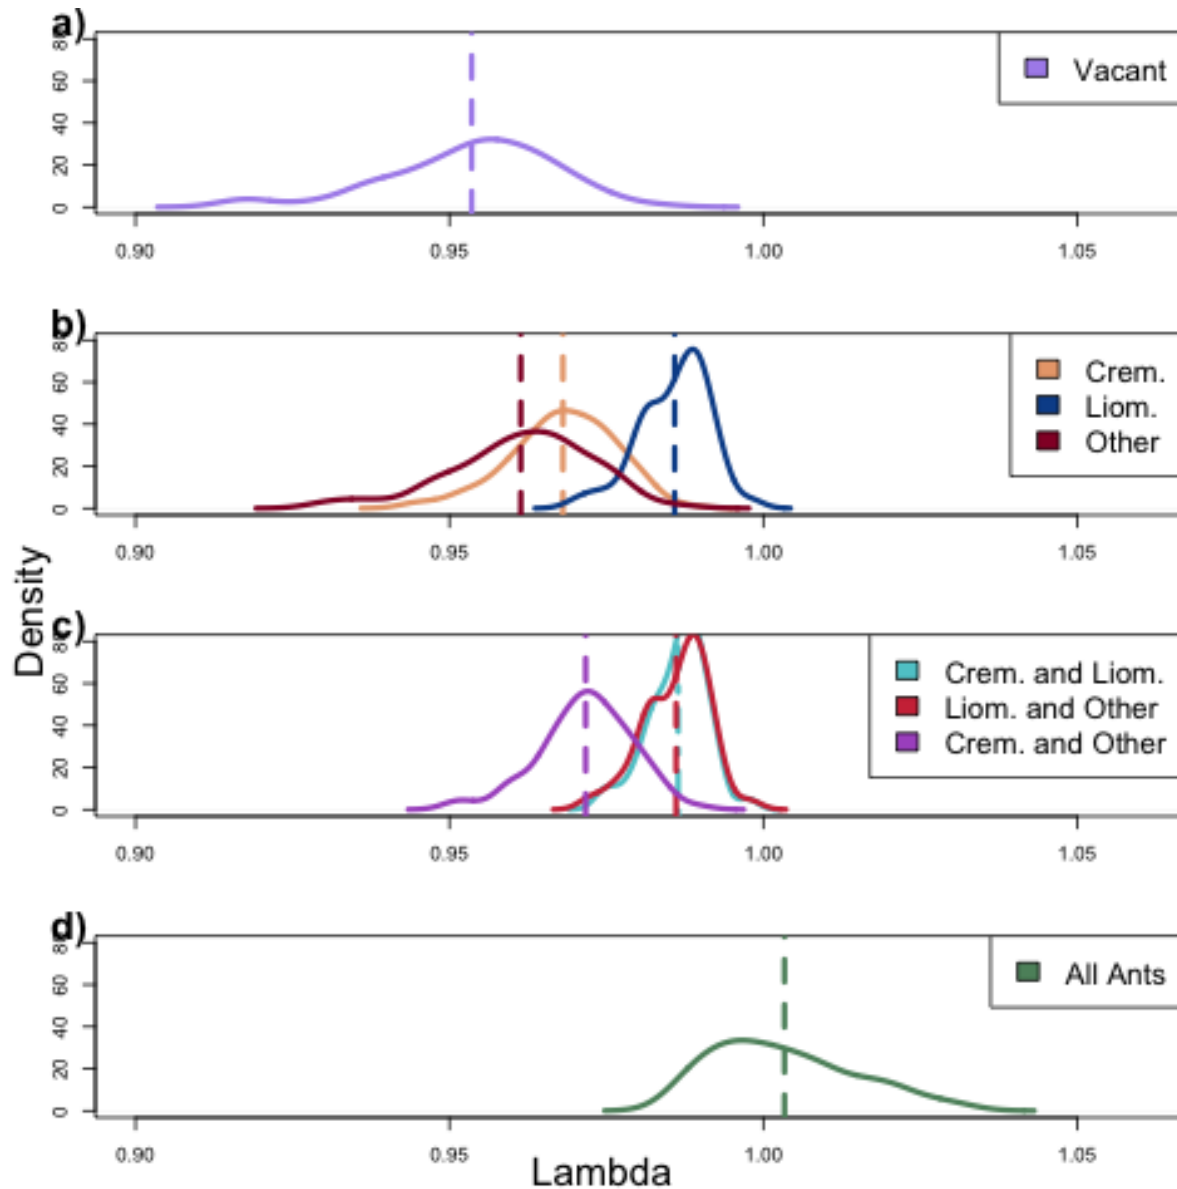 a)
80
60
40
20
0
Vacant
0.90 0.95 1.00 1.05
b)
80
60
40
20
0
Crem.
Liom.
Other
0.90 0.95 1.00 1.05
Density
c)
80
60
40
20
0
Crem. and Liom.
Liom. and Other
Crem. and Other
0.90 0.95 1.00 1.05
d)
80
60
40
20
0
All Ants
0.90 0.95 1.00 1.05
Lambda